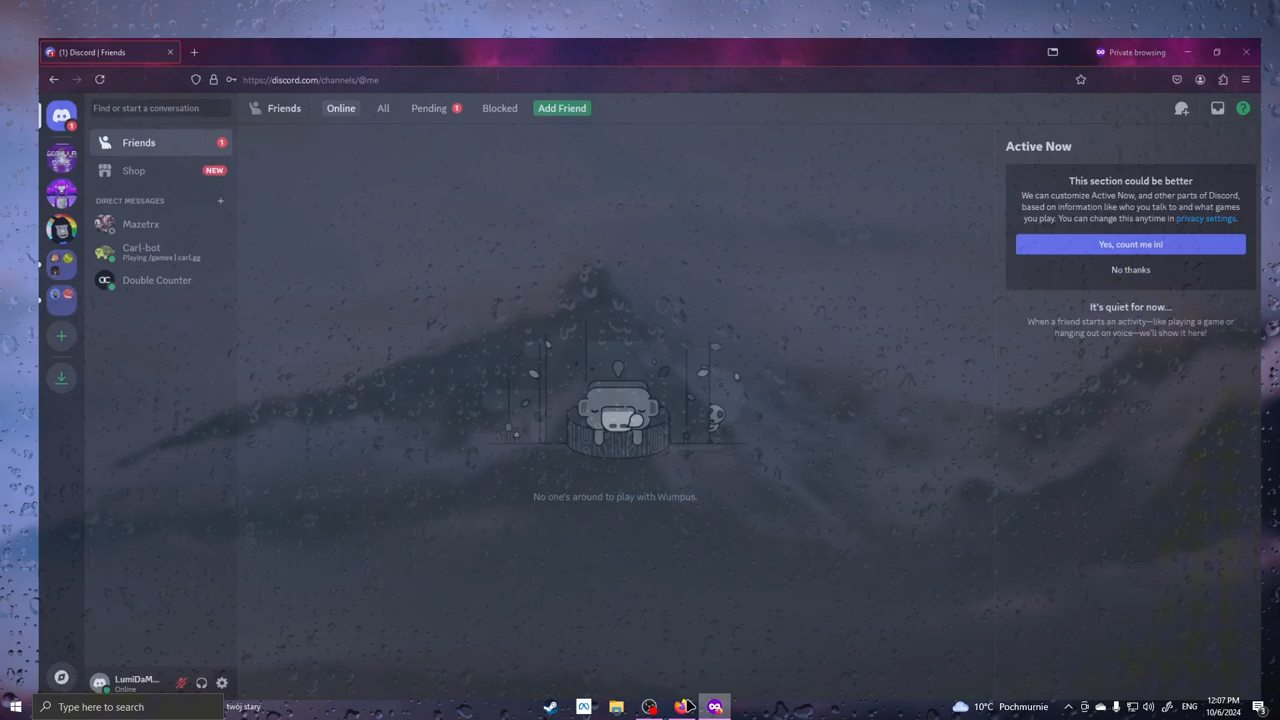 (1) Discord | Friends
Private browsing
https://discord.com/channels/@me
Find or start a conversation
Friends
Online
All
Pending 1
Blocked
Add Friend
?
1
Friends 1
Shop NEW
DIRECT MESSAGES +
Mazetrx
Carl-bot
Playing /games | carl.gg
Double Counter
Active Now
This section could be better
We can customize Active Now, and other parts of Discord,
based on information like who you talk to and what games
you play. You can change this anytime in privacy settings.
Yes, count me in!
No thanks
It's quiet for now...
When a friend starts an activity—like playing a game or
hanging out on voice—we'll show it here!
No one's around to play with Wumpus.
LumiDaM...
Online
Type here to search
twój stary
10°C Pochmurnie
ENG
12:07 PM
10/6/2024